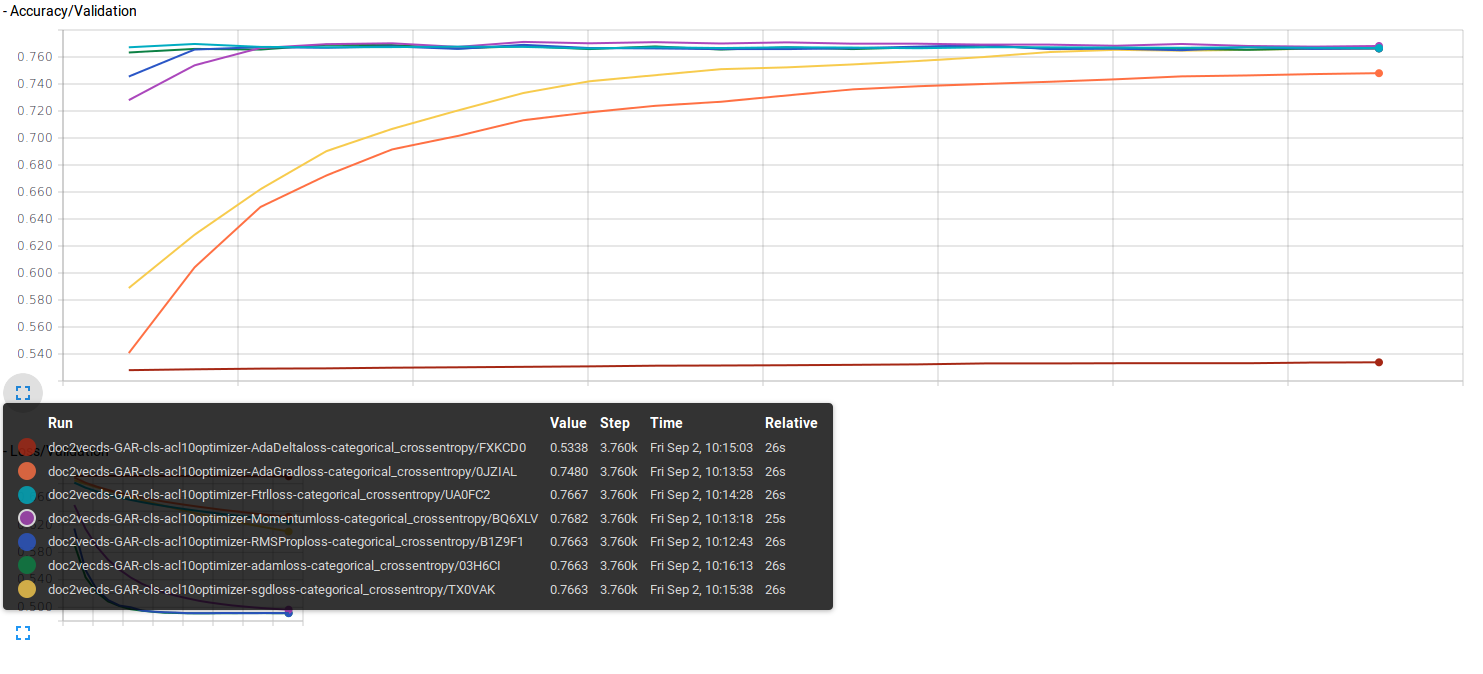 - Accuracy/Validation
0.760
0.740
0.720
0.700
0.680
0.660
0.640
0.620
0.600
0.580
0.560
0.540
Run Value Step Time Relative
doc2vecds-GAR-cls-acl10optimizer-AdaDeltaloss-categorical_crossentropy/FXKCD0 0.5338 3.760k Fri Sep 2, 10:15:03 26s
doc2vecds-GAR-cls-acl10optimizer-AdaGradloss-categorical_crossentropy/0JZIAL 0.7480 3.760k Fri Sep 2, 10:13:53 26s
doc2vecds-GAR-cls-acl10optimizer-Ftrlloss-categorical_crossentropy/UA0FC2 0.7667 3.760k Fri Sep 2, 10:14:28 26s
doc2vecds-GAR-cls-acl10optimizer-Momentumloss-categorical_crossentropy/BQ6XLV 0.7682 3.760k Fri Sep 2, 10:13:18 25s
doc2vecds-GAR-cls-acl10optimizer-RMSProploss-categorical_crossentropy/B1Z9F1 0.7663 3.760k Fri Sep 2, 10:12:43 26s
doc2vecds-GAR-cls-acl10optimizer-adamloss-categorical_crossentropy/03H6CI 0.7663 3.760k Fri Sep 2, 10:16:13 26s
doc2vecds-GAR-cls-acl10optimizer-sgdloss-categorical_crossentropy/TX0VAK 0.7663 3.760k Fri Sep 2, 10:15:38 26s
0.500